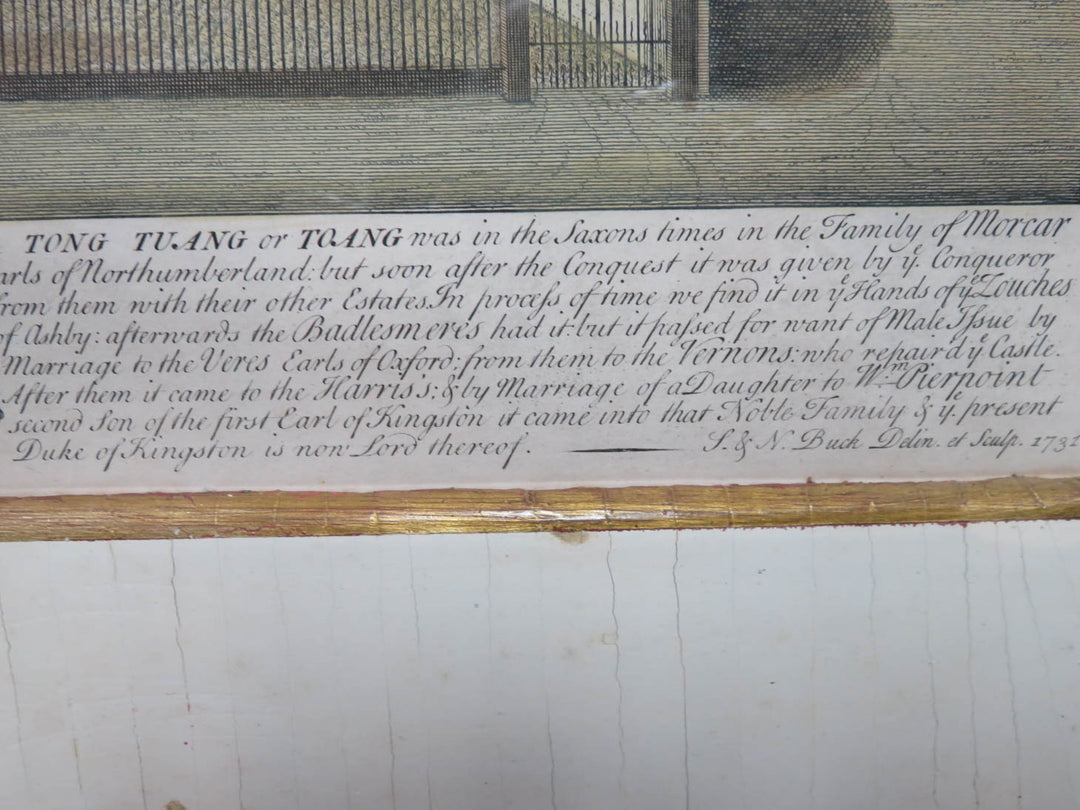 TONG TUANG or TOANG was in the Saxons times in the Family of Morcar
arls of Northumberland: but soon after the Conquest it was given by yͤ. Conqueror
from them with their other Estates. In process of time we find it in yͤ Hands of yͤ Zouches
of Ashby: afterwards the Badlesmeres had it: but it passed for want of Male Issue by
Marriage to the Veres Earls of Oxford; from them to the Vernons: who repair'd yͤ Castle.
After them it came to the Harris's: & by Marriage of a Daughter to Wᵐ. Pierpoint
second Son of the first Earl of Kingston it came into that Noble Family & yͤ present
Duke of Kingston is now Lord thereof. S. & N. Buck Delin. et Sculp. 1731